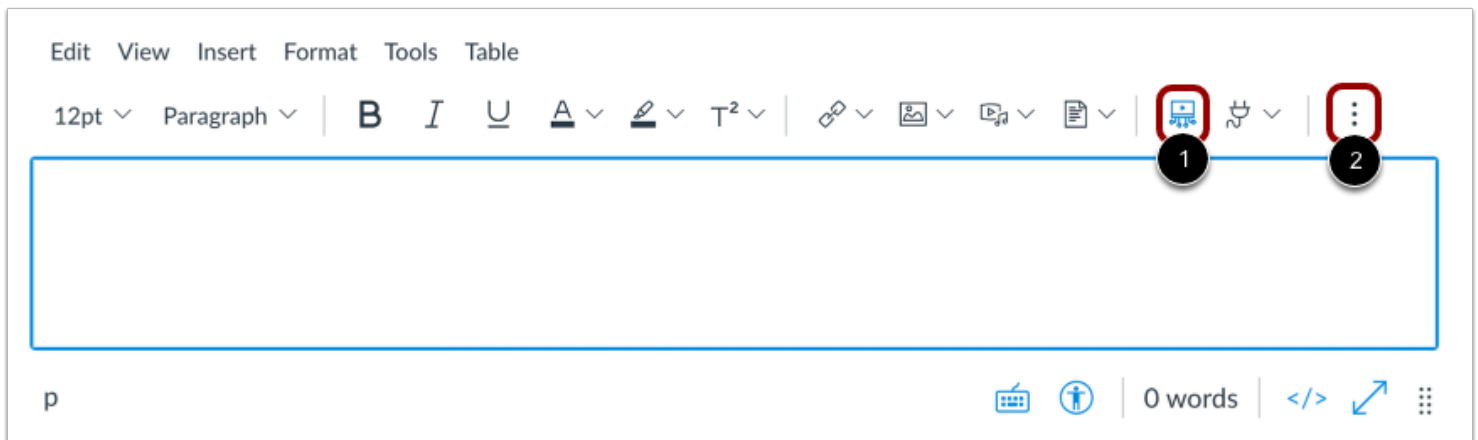 Edit View Insert Format Tools Table
12pt Paragraph B I U A T²
1 2
p 0 words </>